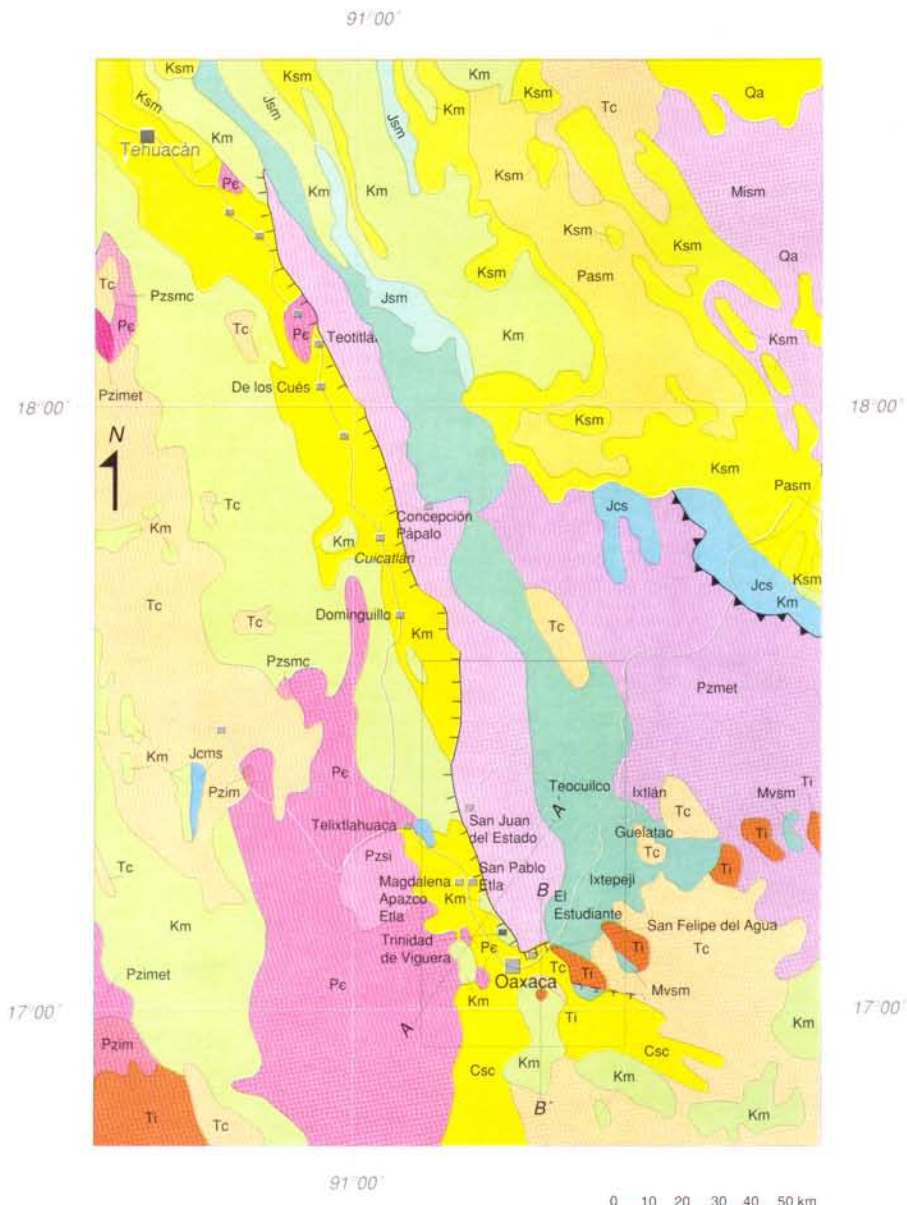 91°00´
Ksm
Ksm
Km
Ksm
Qa
Ksm
Jsm
Jsm
Km
Tc
Km
Tehuacán
Ksm
Mism
P€
Km
Km
Ksm
Ksm
Qa
Tc
Pzsmc
Ksm
Pasm
P€
Jsm
Km
Ksm
Tc
P€
Teotitla
Pzimet
De los Cués
18°00´
18°00´
Ksm
N
Ksm
Pasm
Tc
Jcs
Km
Concepción
Pápalo
Km
Cuicatlán
Jcs
Ksm
Km
Tc
Tc
Dominguillo
Km
Tc
Pzsmc
Pzmet
Km
Jcms
P€
Pzim
Teocuilco
A´
Ixtlán
Mvsm
Ti
Tc
Telixtlahuaca
San Juan
del Estado
Guelatao
Tc
Ti
Tc
Pzsi
San Pablo
Etla
Ti
Magdalena
Apazco
Etla
Km
B
El
Estudiante
Ixtepeji
San Felipe del Agua
Km
Trinidad
de Viguera
P€
Ti
Tc
Pzimet
P€
Tc
Oaxaca
Ti
Mvsm
17°00´
Km
Ti
17°00´
A
Km
Pzim
Csc
Km
Csc
Km
Ti
Tc
B´
Km
91°00´
0 10 20 30 40 50 km